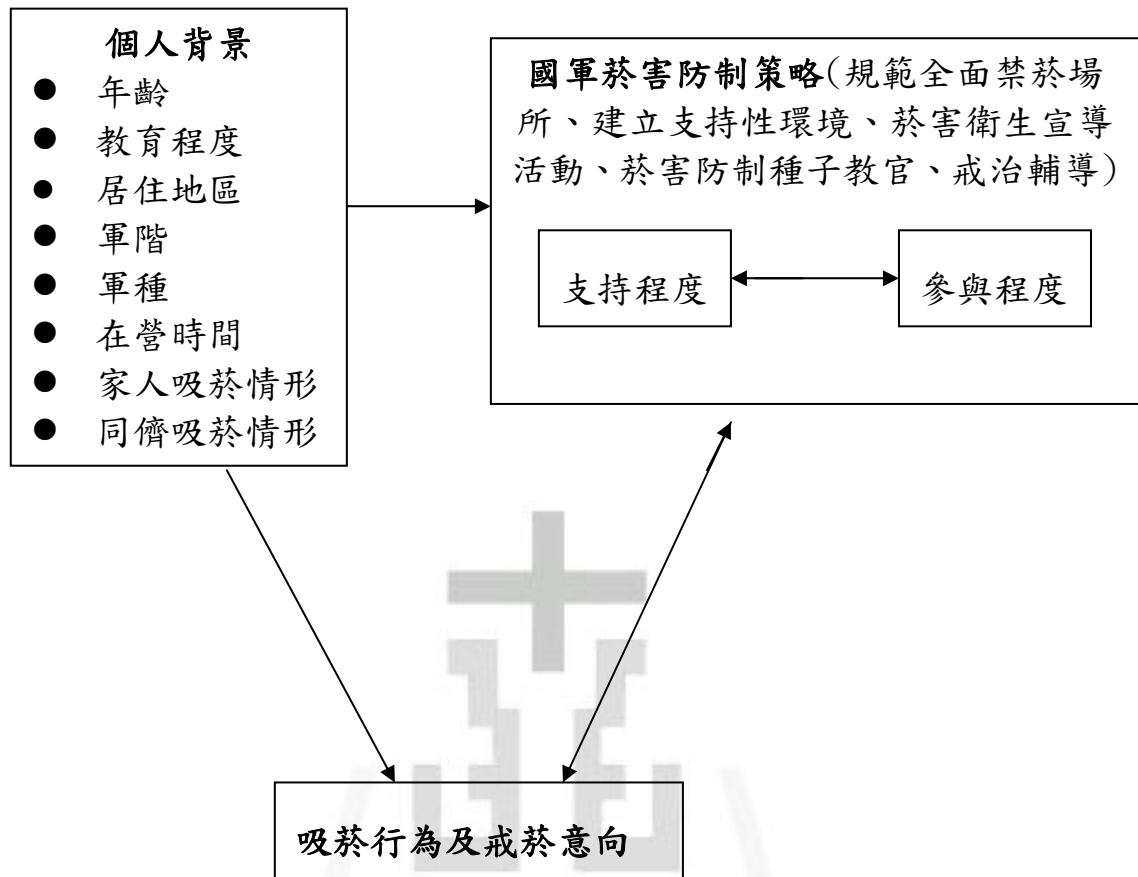 個人背景
● 年齡
● 教育程度
● 居住地區
● 軍階
● 軍種
● 在營時間
● 家人吸菸情形
● 同儕吸菸情形
國軍菸害防制策略(規範全面禁菸場
所、建立支持性環境、菸害衛生宣導
活動、菸害防制種子教官、戒治輔導)
支持程度
參與程度
吸菸行為及戒菸意向